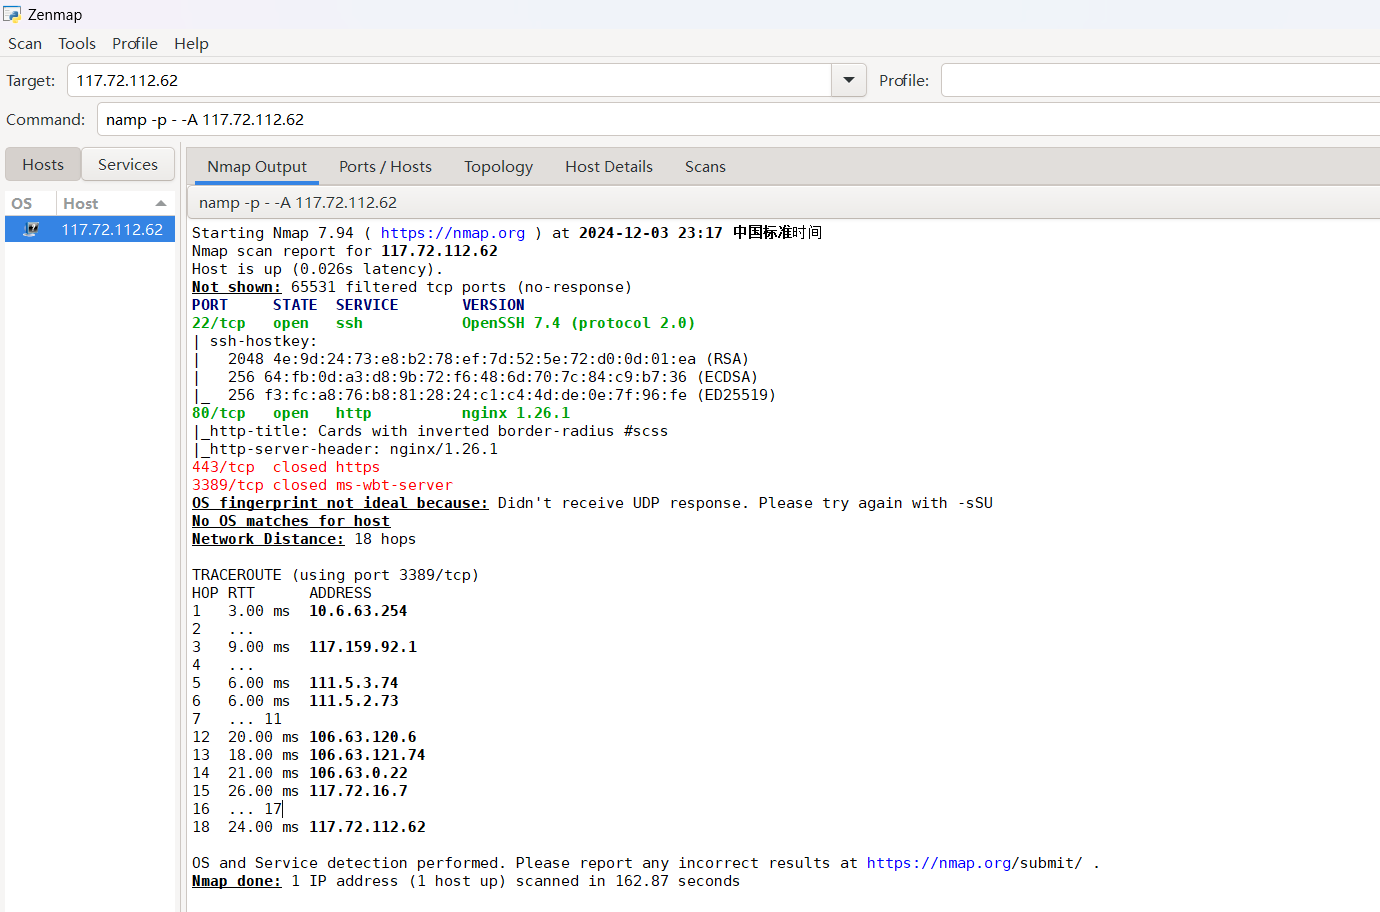 Zenmap
Scan Tools Profile Help
Target: 117.72.112.62 Profile:
Command: namp -p - -A 117.72.112.62
Hosts Services
Nmap Output Ports / Hosts Topology Host Details Scans
OS Host
117.72.112.62
namp -p - -A 117.72.112.62
Starting Nmap 7.94 ( https://nmap.org ) at 2024-12-03 23:17 中国标准时间
Nmap scan report for 117.72.112.62
Host is up (0.026s latency).
Not shown: 65531 filtered tcp ports (no-response)
PORT STATE SERVICE VERSION
22/tcp open ssh OpenSSH 7.4 (protocol 2.0)
| ssh-hostkey:
| 2048 4e:9d:24:73:e8:b2:78:ef:7d:52:5e:72:d0:0d:01:ea (RSA)
| 256 64:fb:0d:a3:d8:9b:72:f6:48:6d:70:7c:84:c9:b7:36 (ECDSA)
|_ 256 f3:fc:a8:76:b8:81:28:24:c1:c4:4d:de:0e:7f:96:fe (ED25519)
80/tcp open http nginx 1.26.1
|_http-title: Cards with inverted border-radius #scss
|_http-server-header: nginx/1.26.1
443/tcp closed https
3389/tcp closed ms-wbt-server
OS fingerprint not ideal because: Didn't receive UDP response. Please try again with -sSU
No OS matches for host
Network Distance: 18 hops
TRACEROUTE (using port 3389/tcp)
HOP RTT ADDRESS
1 3.00 ms 10.6.63.254
2 ...
3 9.00 ms 117.159.92.1
4 ...
5 6.00 ms 111.5.3.74
6 6.00 ms 111.5.2.73
7 ... 11
12 20.00 ms 106.63.120.6
13 18.00 ms 106.63.121.74
14 21.00 ms 106.63.0.22
15 26.00 ms 117.72.16.7
16 ... 17
18 24.00 ms 117.72.112.62
OS and Service detection performed. Please report any incorrect results at https://nmap.org/submit/ .
Nmap done: 1 IP address (1 host up) scanned in 162.87 seconds